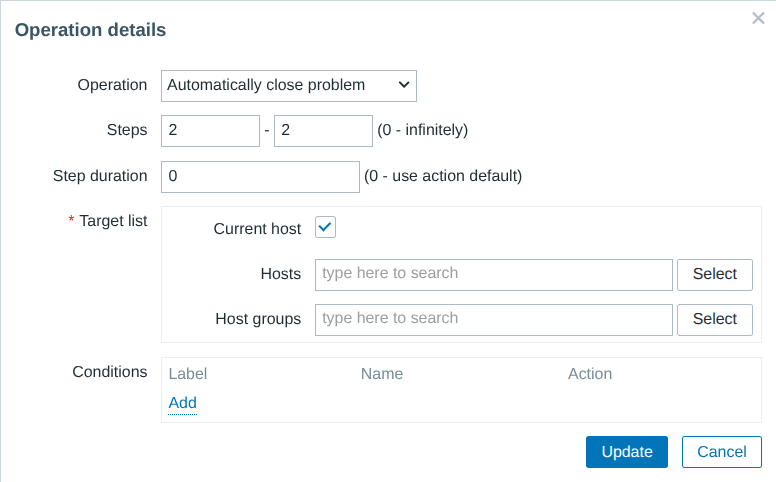 Operation details
Operation Automatically close problem
Steps 2 - 2 (0 - infinitely)
Step duration 0 (0 - use action default)
* Target list
Current host
Hosts type here to search Select
Host groups type here to search Select
Conditions Label Name Action
Add
Update Cancel